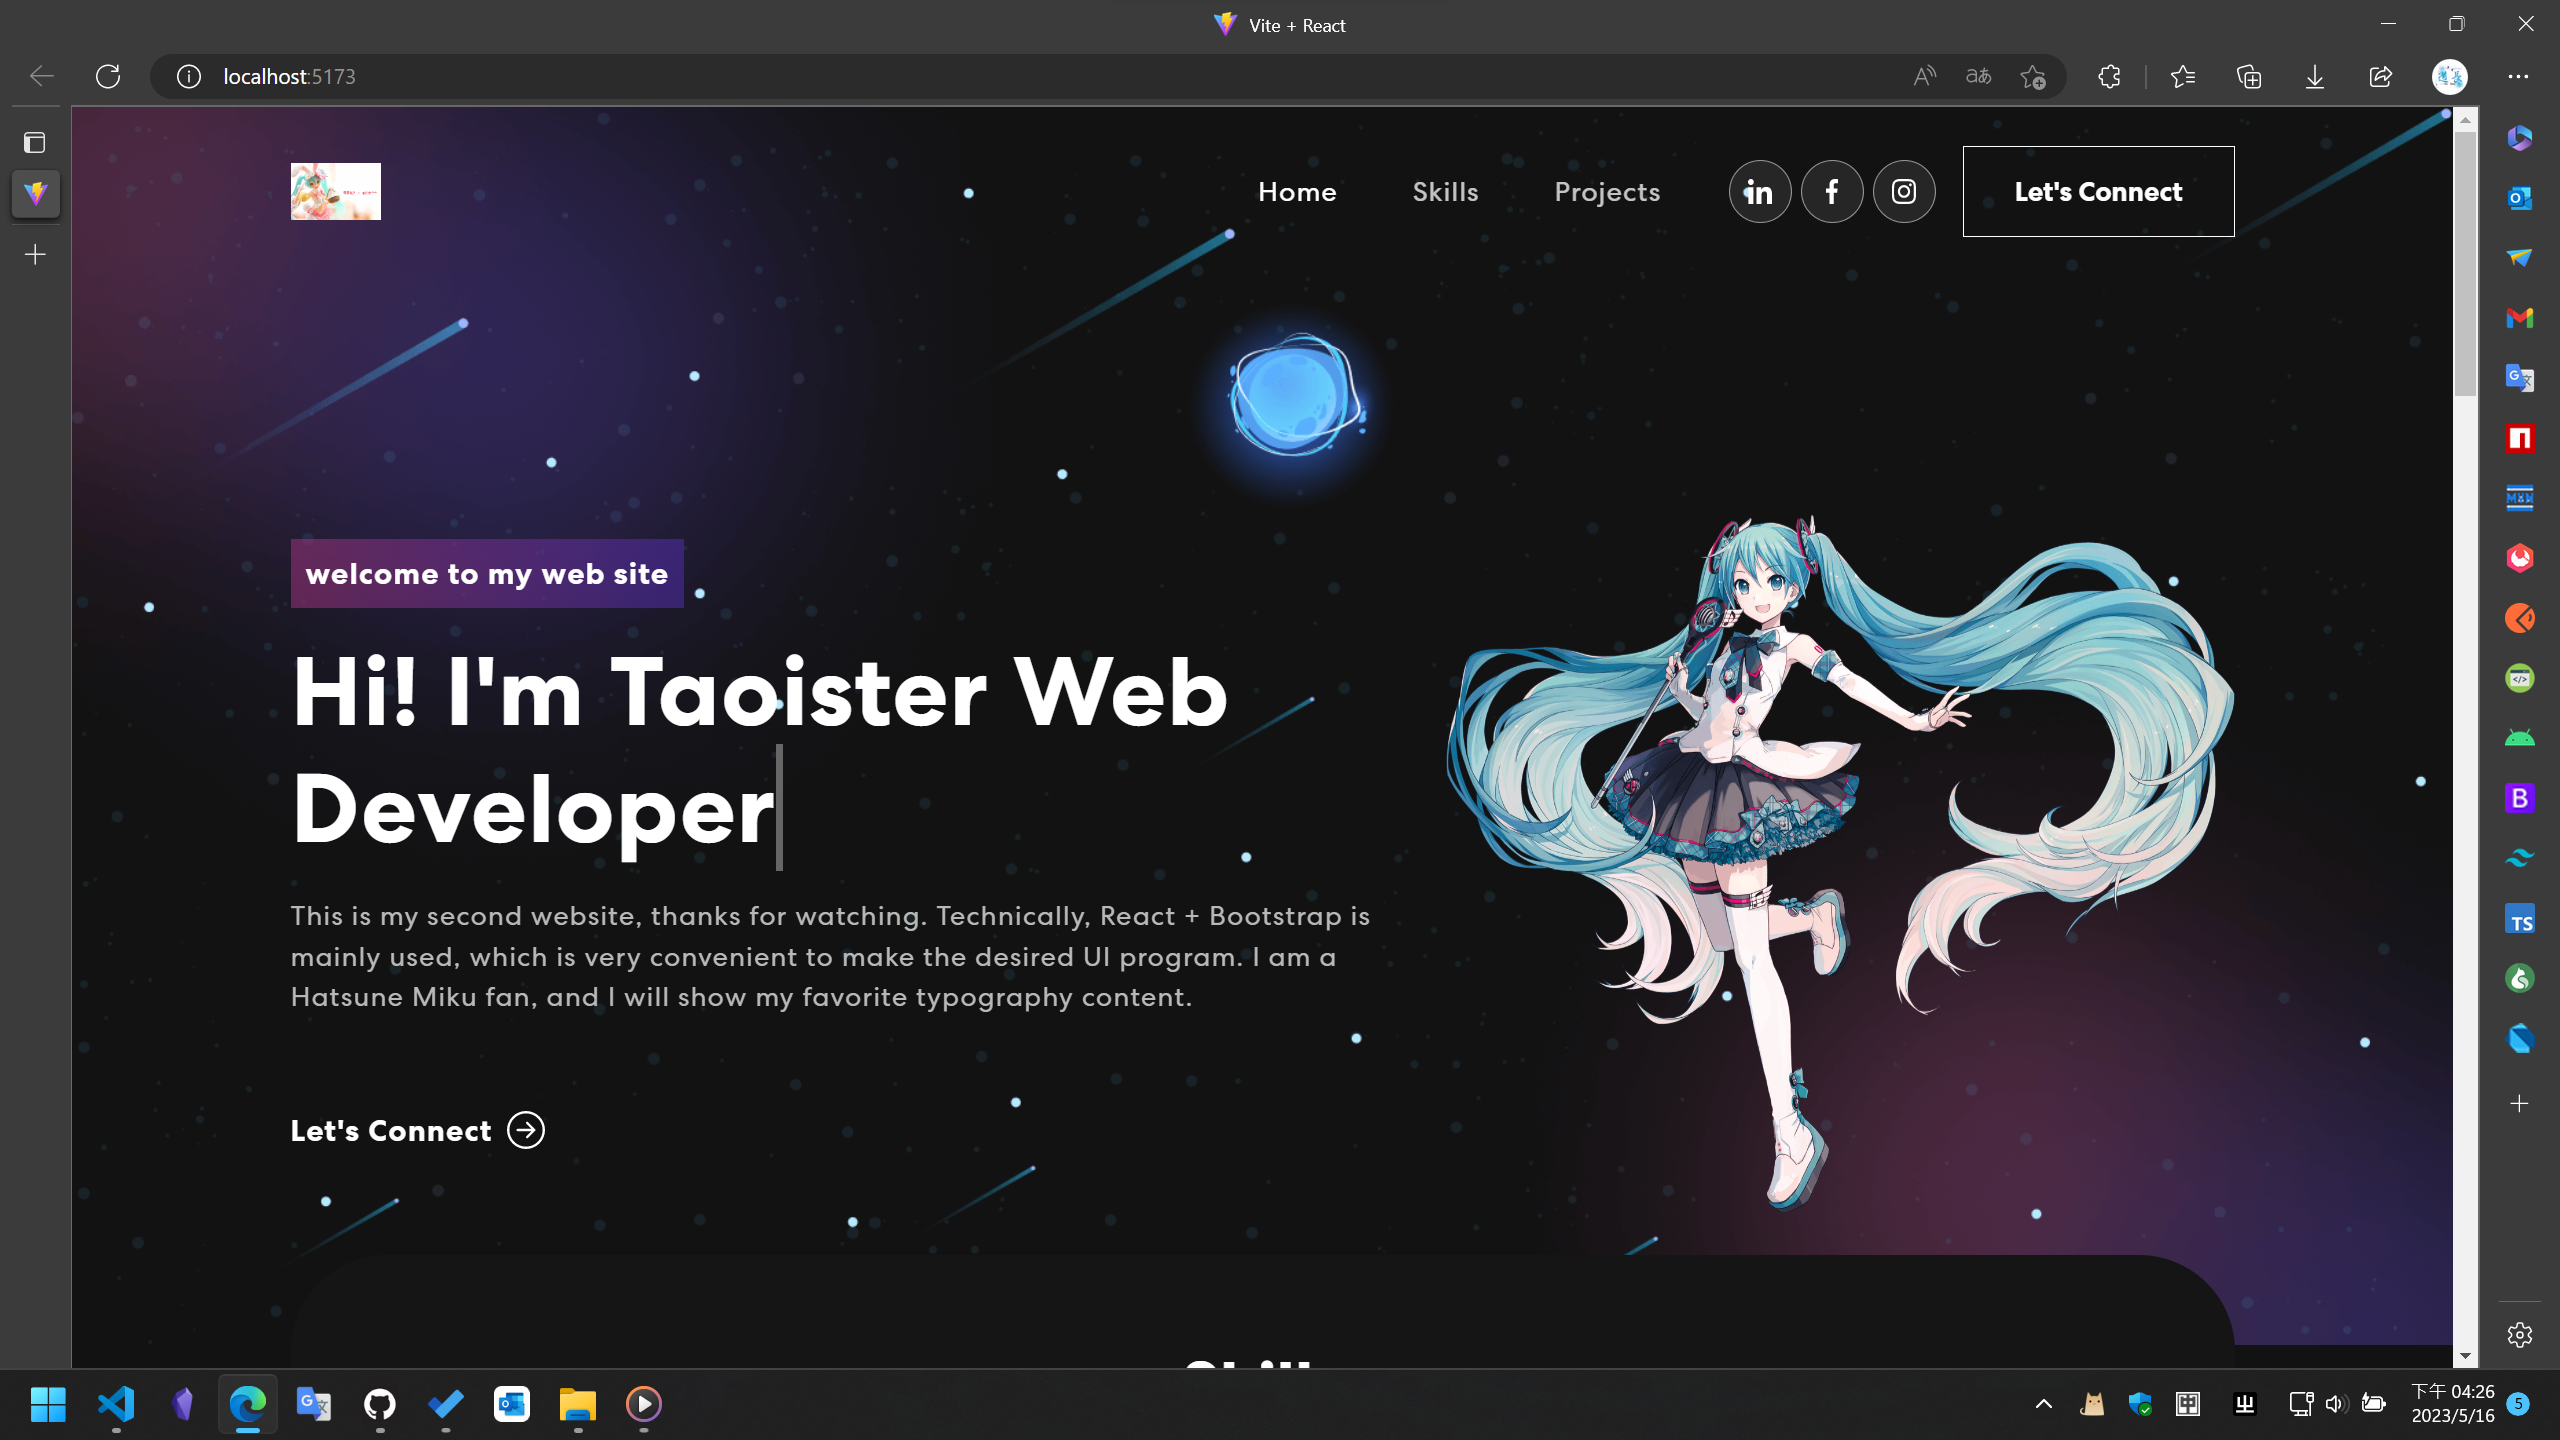 Vite + React
localhost:5173
Home
Skills
Projects
Let's Connect
welcome to my web site
Hi! I'm Taoister Web
Developer
This is my second website, thanks for watching. Technically, React + Bootstrap is
mainly used, which is very convenient to make the desired UI program. I am a
Hatsune Miku fan, and I will show my favorite typography content.
Let's Connect
下午 04:26
2023/5/16
5